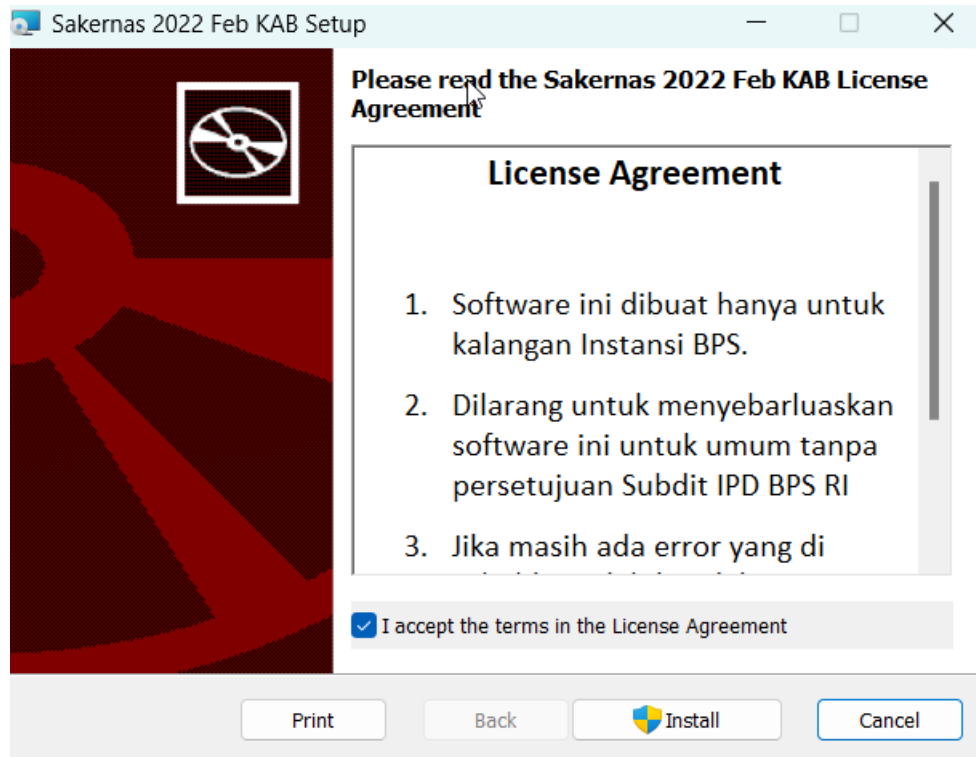 Sakernas 2022 Feb KAB Setup
Please read the Sakernas 2022 Feb KAB License
Agreement
License Agreement
1. Software ini dibuat hanya untuk
kalangan Instansi BPS.
2. Dilarang untuk menyebarluaskan
software ini untuk umum tanpa
persetujuan Subdit IPD BPS RI
3. Jika masih ada error yang di
I accept the terms in the License Agreement
Print
Back
Install
Cancel